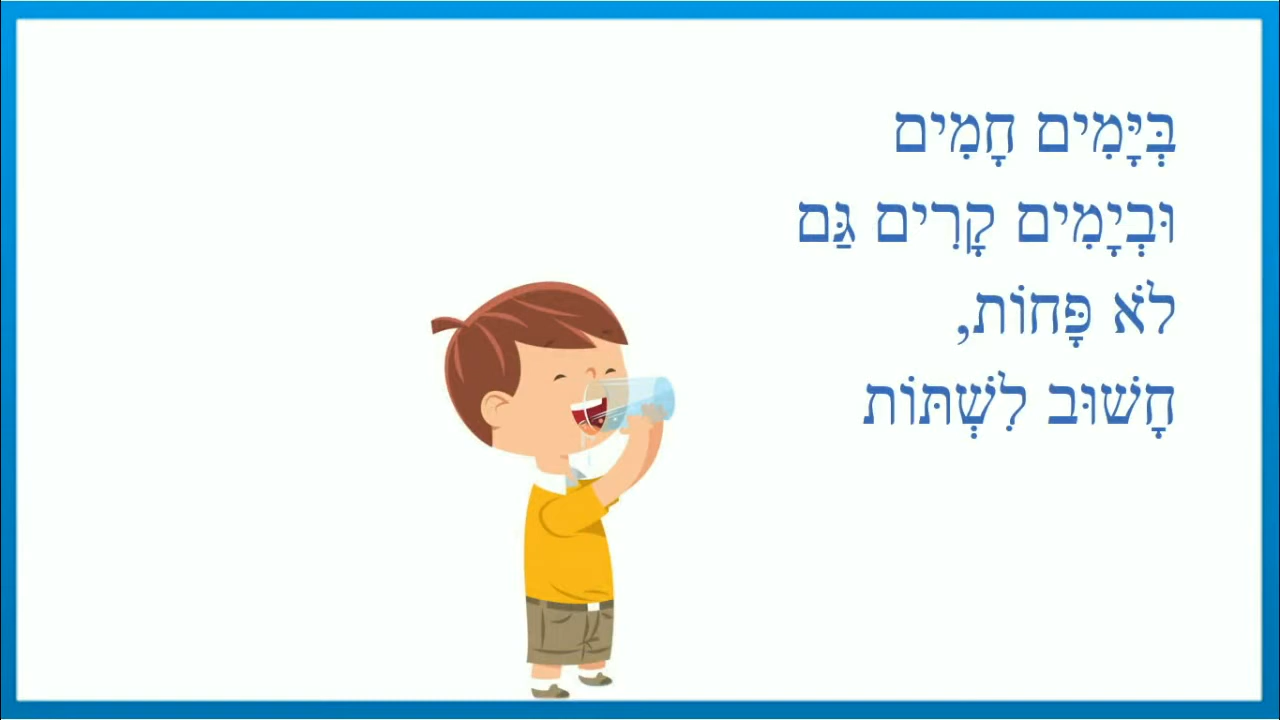 בְּיָּמִים חָמִים
וּבְיָמִים קָרִים גַּם
לֹא פָּחוֹת,
חָשׁוּב לִשְׁתּוֹת